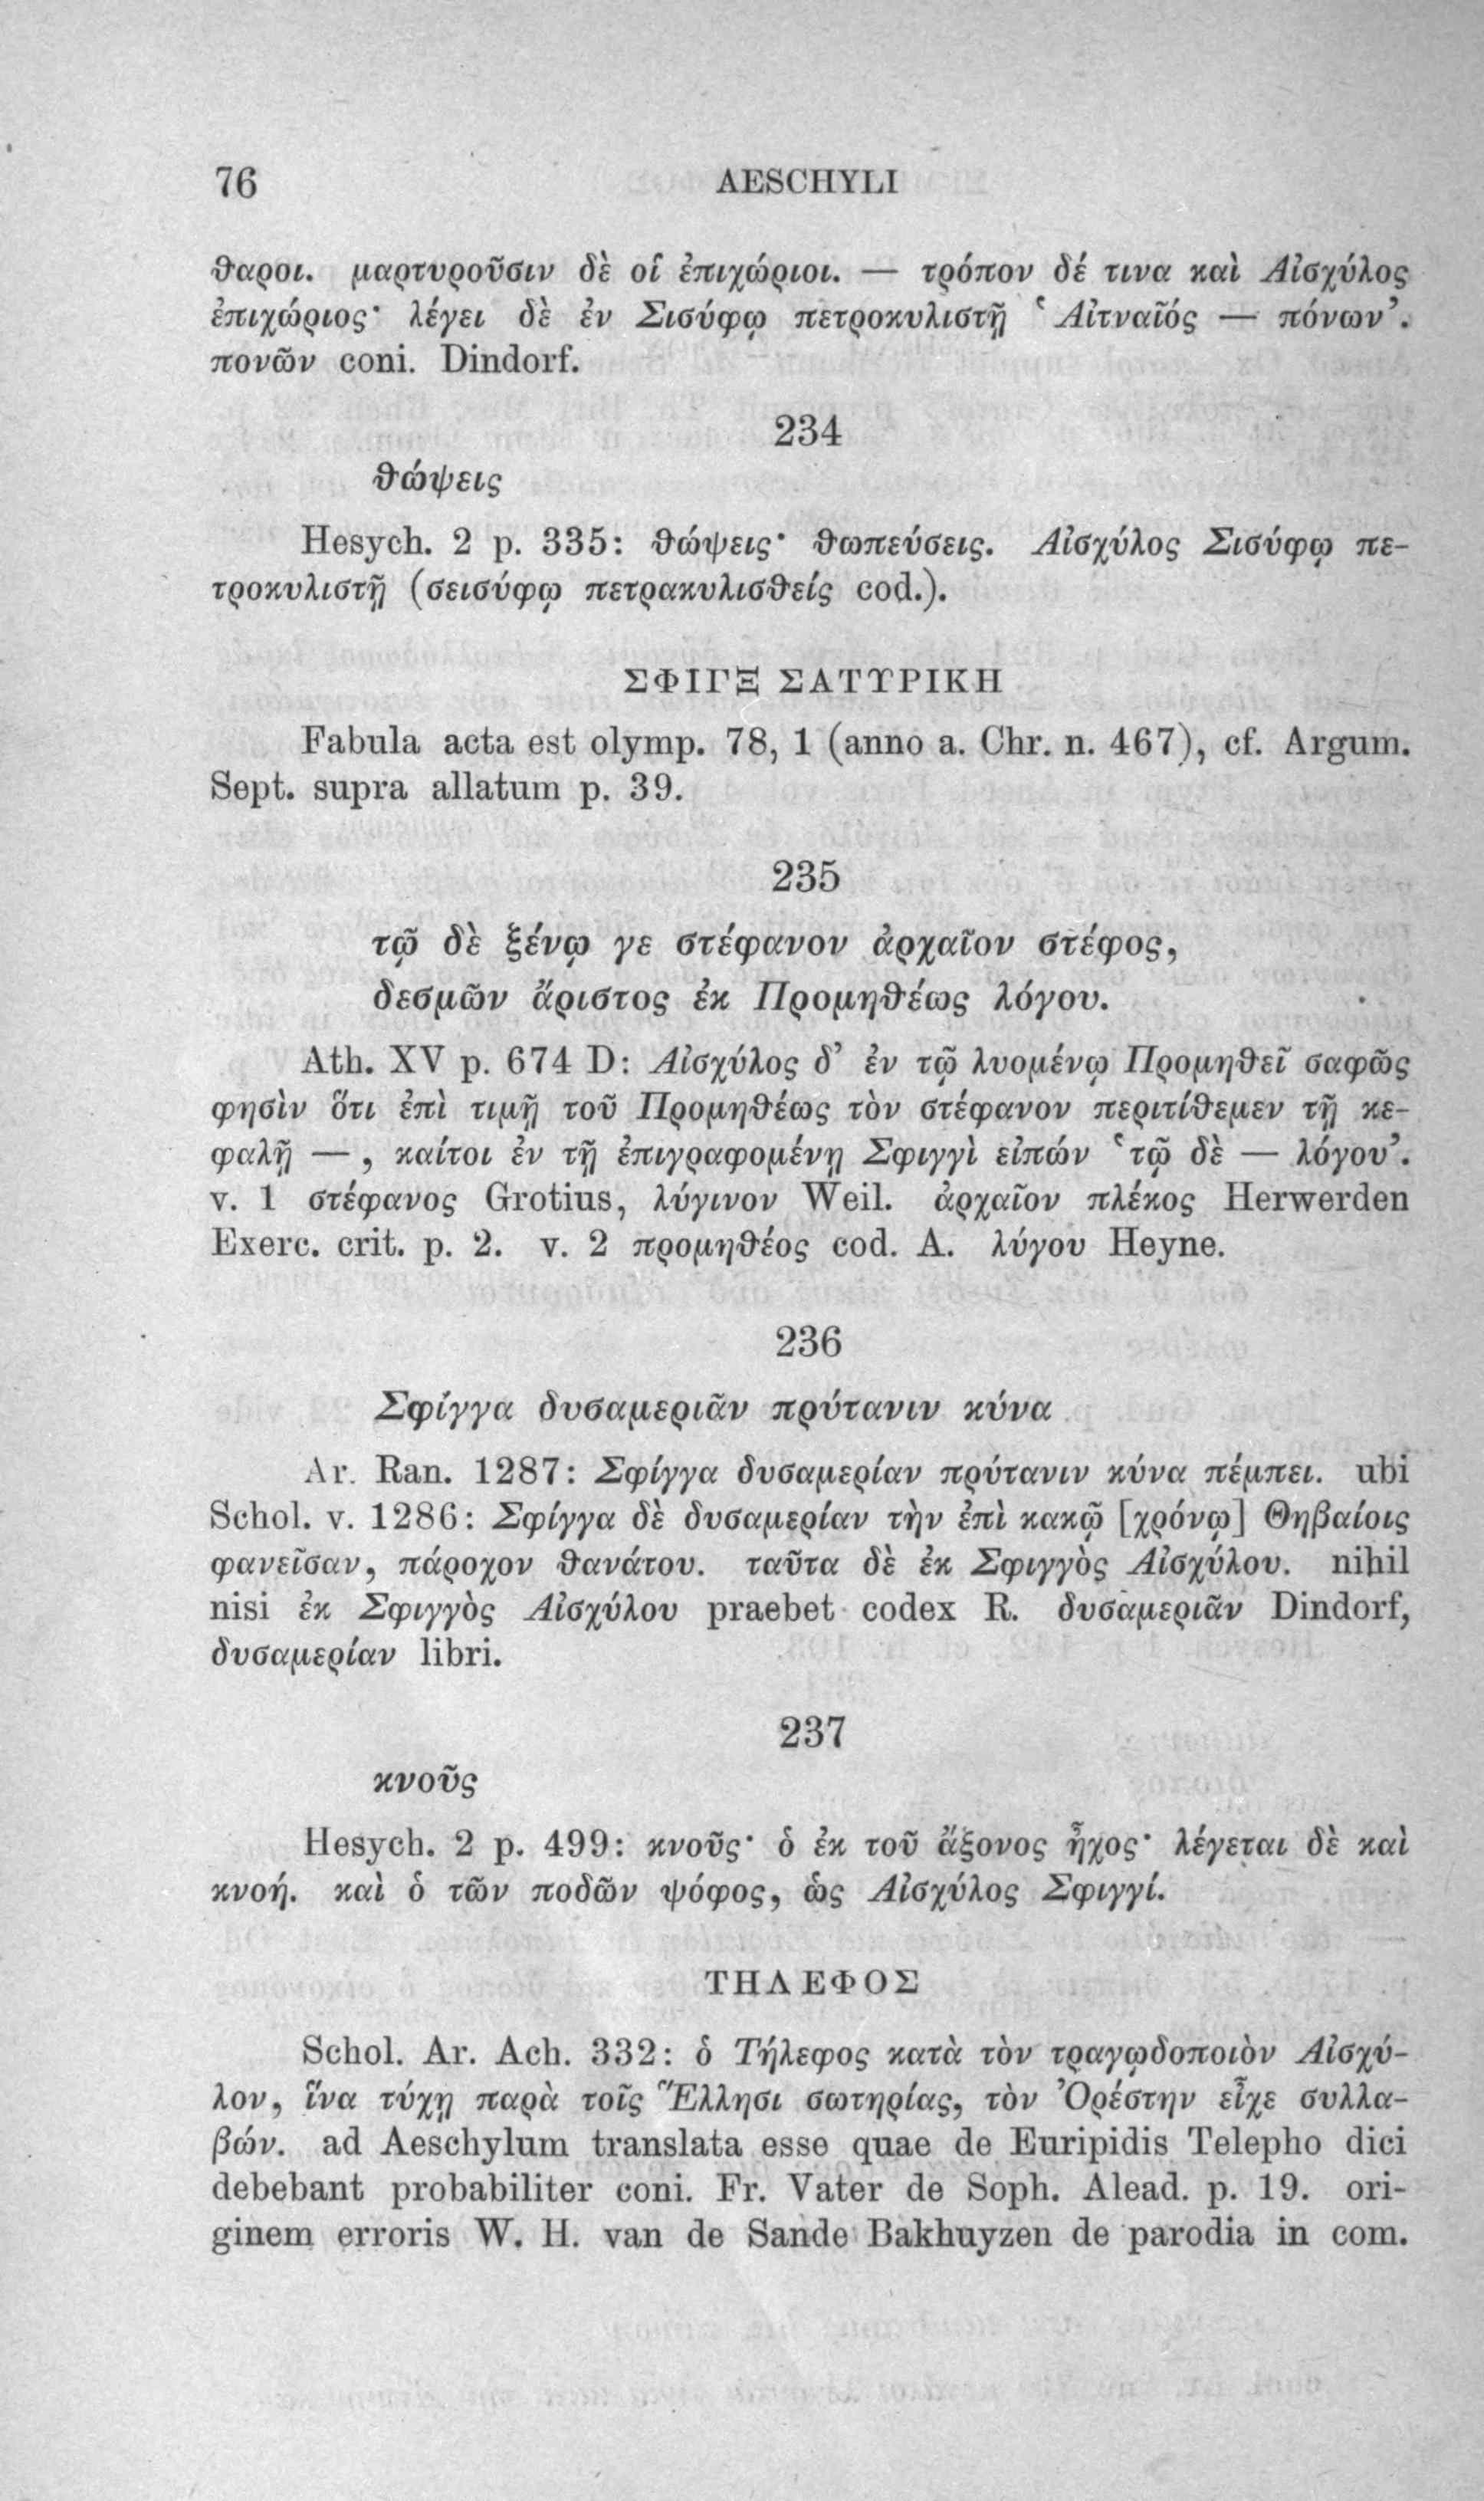 76 AESCHYLI
θαροι. μαρτυροῦσιν δὲ οἱ ἐπιχώριοι. — τρόπον δέ τινα καὶ Αἰσχύλος
ἐπιχώριος· λέγει δὲ ἐν Σισύφῳ πετροκυλιστῇ ‘Αἰτναῖός — πόνων’.
πονῶν coni. Dindorf.
234
θώψεις
Hesych. 2 p. 335: θώψεις· θωπεύσεις. Αἰσχύλος Σισύφῳ πε-
τροκυλιστῇ (σεισύφῳ πετρακυλισθείς cod.).
ΣΦΙΓΞ ΣΑΤΥΡΙΚΗ
Fabula acta est olymp. 78, 1 (anno a. Chr. n. 467), cf. Argum.
Sept. supra allatum p. 39.
235
τῷ δὲ ξένῳ γε στέφανον ἀρχαῖον στέφος,
δεσμῶν ἄριστος ἐκ Προμηθέως λόγου.
Ath. XV p. 674 D: Αἰσχύλος δ’ ἐν τῷ λυομένῳ Προμηθεῖ σαφῶς
φησὶν ὅτι ἐπὶ τιμῇ τοῦ Προμηθέως τὸν στέφανον περιτίθεμεν τῇ κε-
φαλῇ —, καίτοι ἐν τῇ ἐπιγραφομένῃ Σφιγγὶ εἰπών ‘τῷ δὲ — λόγου’.
v. 1 στέφανος Grotius, λύγινον Weil. ἀρχαῖον πλέκος Herwerden
Exerc. crit. p. 2. v. 2 προμηθέος cod. A. λύγου Heyne.
236
Σφίγγα δυσαμεριᾶν πρύτανιν κύνα
Ar. Ran. 1287: Σφίγγα δυσαμερίαν πρύτανιν κύνα πέμπει. ubi
Schol. v. 1286: Σφίγγα δὲ δυσαμερίαν τὴν ἐπὶ κακῷ [χρόνῳ] Θηβαίοις
φανεῖσαν, πάροχον θανάτου. ταῦτα δὲ ἐκ Σφιγγὸς Αἰσχύλου. nihil
nisi ἐκ Σφιγγὸς Αἰσχύλου praebet codex R. δυσαμεριᾶν Dindorf,
δυσαμερίαν libri.
237
κνοῦς
Hesych. 2 p. 499: κνοῦς· ὁ ἐκ τοῦ ἄξονος ἦχος· λέγεται δὲ καὶ
κνοή. καὶ ὁ τῶν ποδῶν ψόφος, ὡς Αἰσχύλος Σφιγγί.
ΤΗΛΕΦΟΣ
Schol. Ar. Ach. 332: ὁ Τήλεφος κατὰ τὸν τραγῳδοποιὸν Αἰσχύ-
λον, ἵνα τύχῃ παρὰ τοῖς Ἕλλησι σωτηρίας, τὸν Ὀρέστην εἶχε συλλα-
βών. ad Aeschylum translata esse quae de Euripidis Telepho dici
debebant probabiliter coni. Fr. Vater de Soph. Alead. p. 19. ori-
ginem erroris W. H. van de Sande Bakhuyzen de parodia in com.